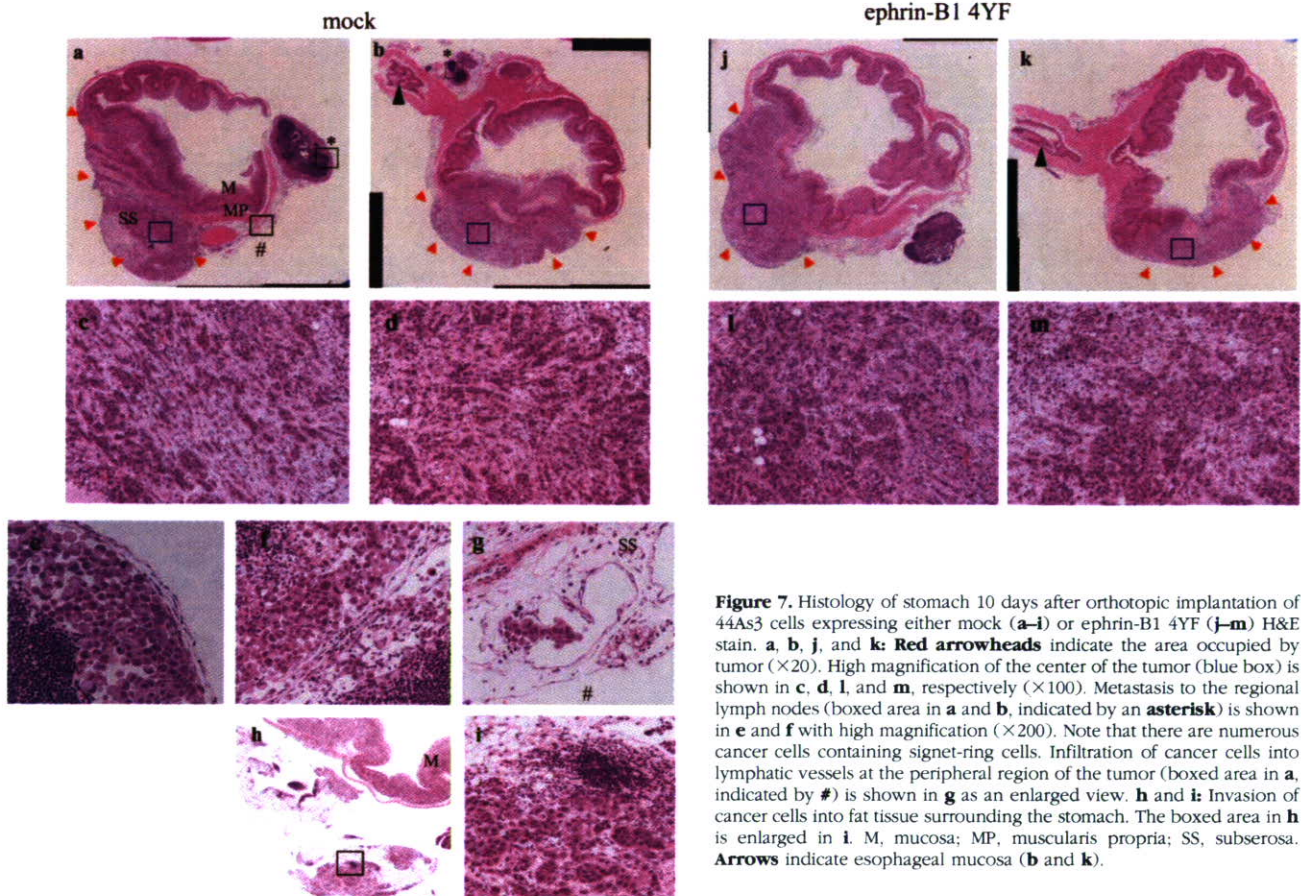 mock
ephrin-B1 4YF
a
*
M
MP
SS
#
b
*
j
k
c
d
l
m
e
f
g
SS
#
h
M
i
Figure 7. Histology of stomach 10 days after orthotopic implantation of
44As3 cells expressing either mock (a–i) or ephrin-B1 4YF (j–m) H&E
stain. a, b, j, and k: Red arrowheads indicate the area occupied by
tumor (×20). High magnification of the center of the tumor (blue box) is
shown in c, d, l, and m, respectively (×100). Metastasis to the regional
lymph nodes (boxed area in a and b, indicated by an asterisk) is shown
in e and f with high magnification (×200). Note that there are numerous
cancer cells containing signet-ring cells. Infiltration of cancer cells into
lymphatic vessels at the peripheral region of the tumor (boxed area in a,
indicated by #) is shown in g as an enlarged view. h and i: Invasion of
cancer cells into fat tissue surrounding the stomach. The boxed area in h
is enlarged in i. M, mucosa; MP, muscularis propria; SS, subserosa.
Arrows indicate esophageal mucosa (b and k).